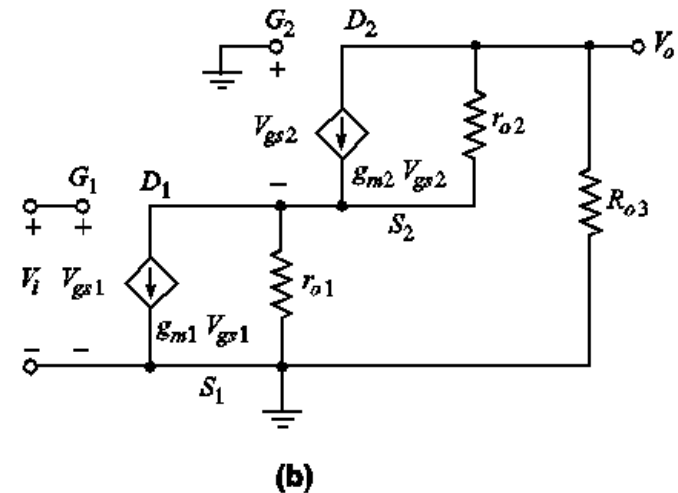 G2 D2
Vo
+
Vgs2 ro2
gm2 Vgs2
G1 D1 − Ro3
+ + S2
Vi Vgs1 ro1
gm1 Vgs1
− −
S1
(b)